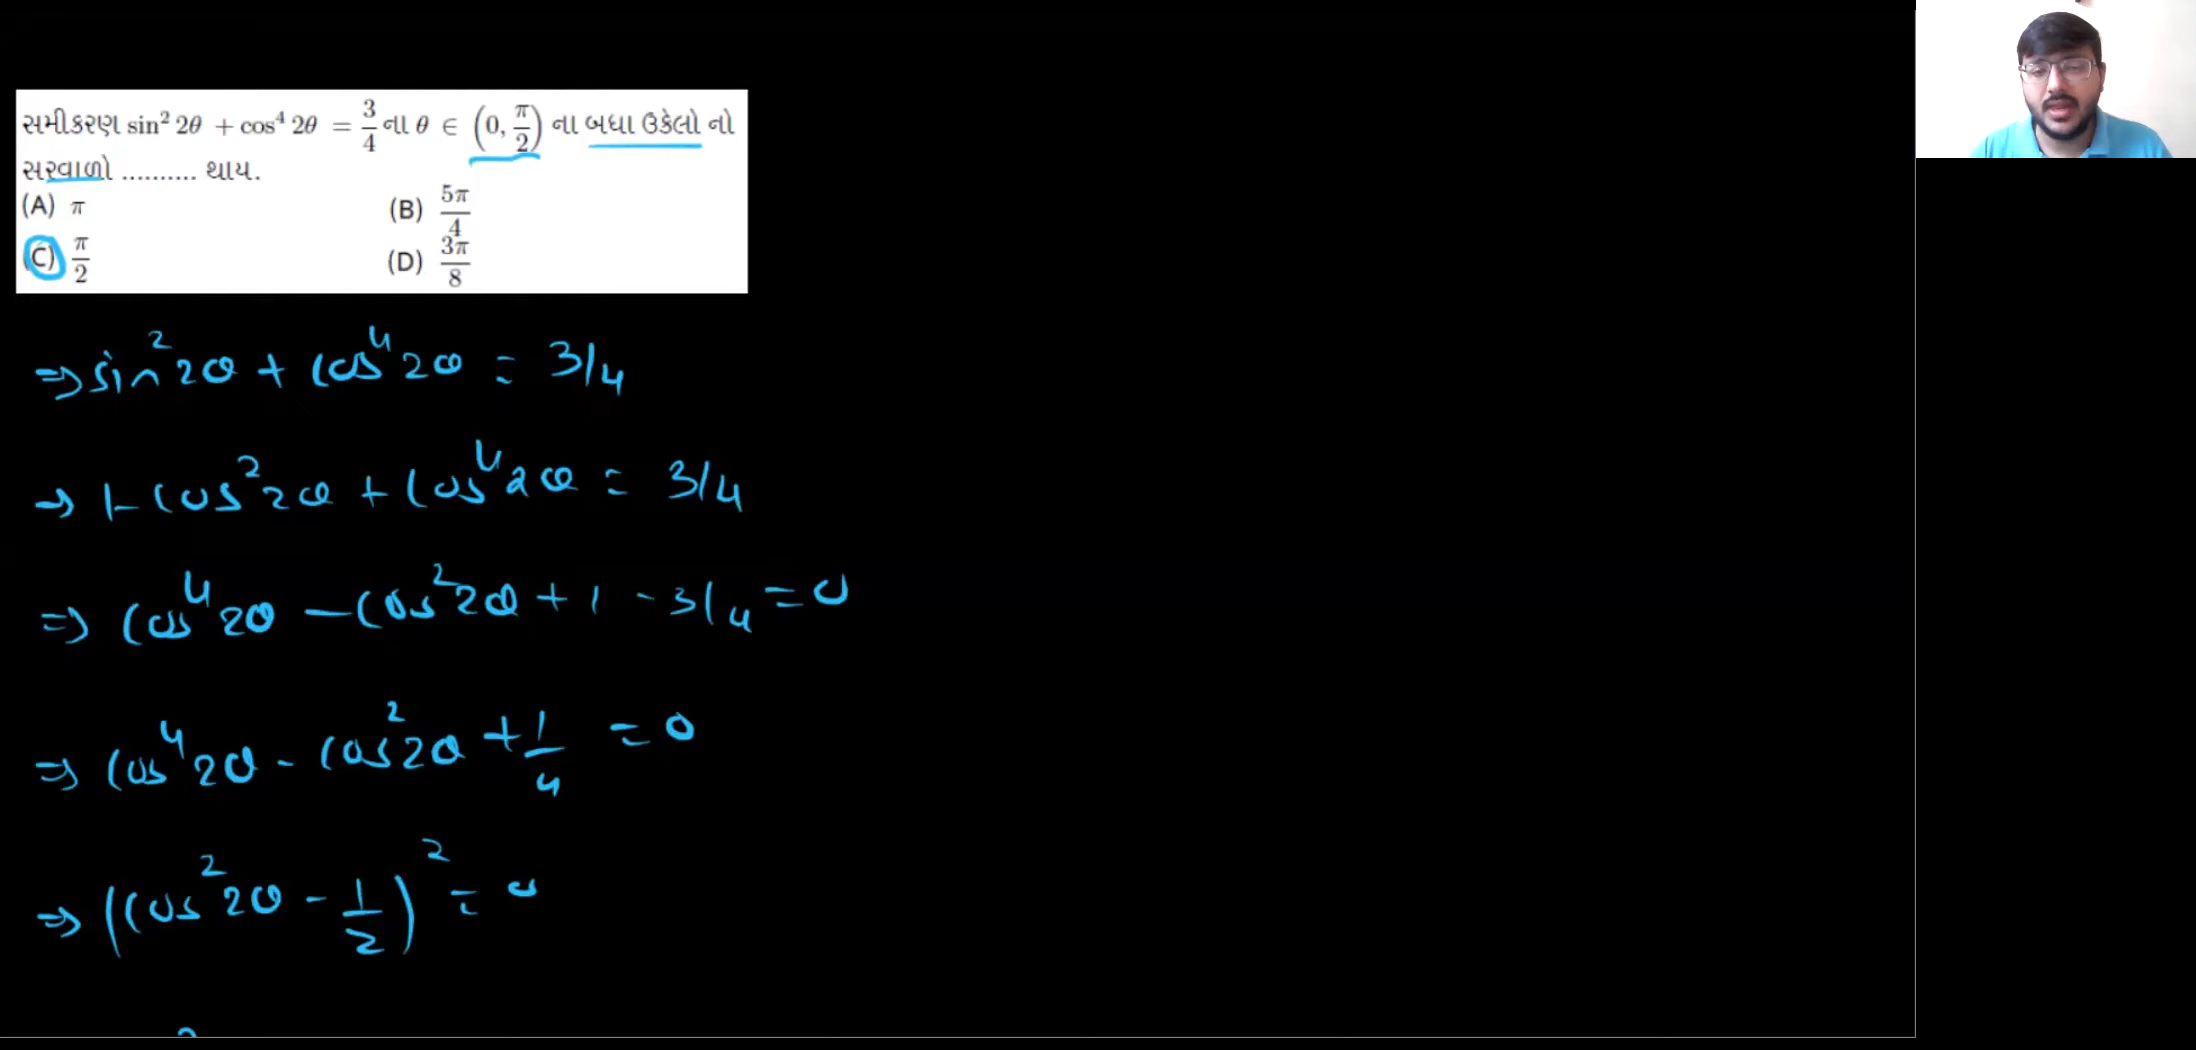 સમીકરણ sin² 2θ + cos⁴ 2θ = 3/4 ના θ ∈ (0, π/2) ના બધા ઉકેલો નો
સરવાળો .......... થાય.
(A) π (B) 5π/4
(C) π/2 (D) 3π/8
⇒ sin² 2θ + cos⁴ 2θ = 3/4
→ 1 - cos² 2θ + cos⁴ 2θ = 3/4
⇒ cos⁴ 2θ - cos² 2θ + 1 - 3/4 = 0
⇒ cos⁴ 2θ - cos² 2θ + 1/4 = 0
⇒ (cos² 2θ - 1/2)² = 0